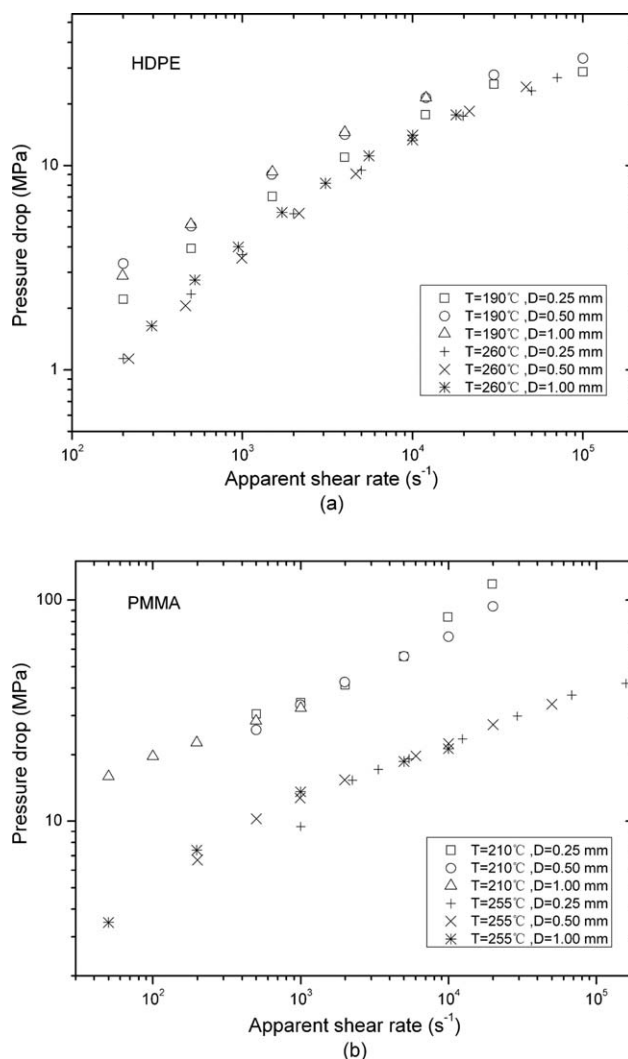 HDPE
Pressure drop (MPa)
10
1
T=190℃ ,D=0.25 mm
T=190℃ ,D=0.50 mm
T=190℃ ,D=1.00 mm
T=260℃ ,D=0.25 mm
T=260℃ ,D=0.50 mm
T=260℃ ,D=1.00 mm
10² 10³ 10⁴ 10⁵
Apparent shear rate (s⁻¹)
(a)
PMMA
Pressure drop (MPa)
100
10
T=210℃ ,D=0.25 mm
T=210℃ ,D=0.50 mm
T=210℃ ,D=1.00 mm
T=255℃ ,D=0.25 mm
T=255℃ ,D=0.50 mm
T=255℃ ,D=1.00 mm
10² 10³ 10⁴ 10⁵
Apparent shear rate (s⁻¹)
(b)